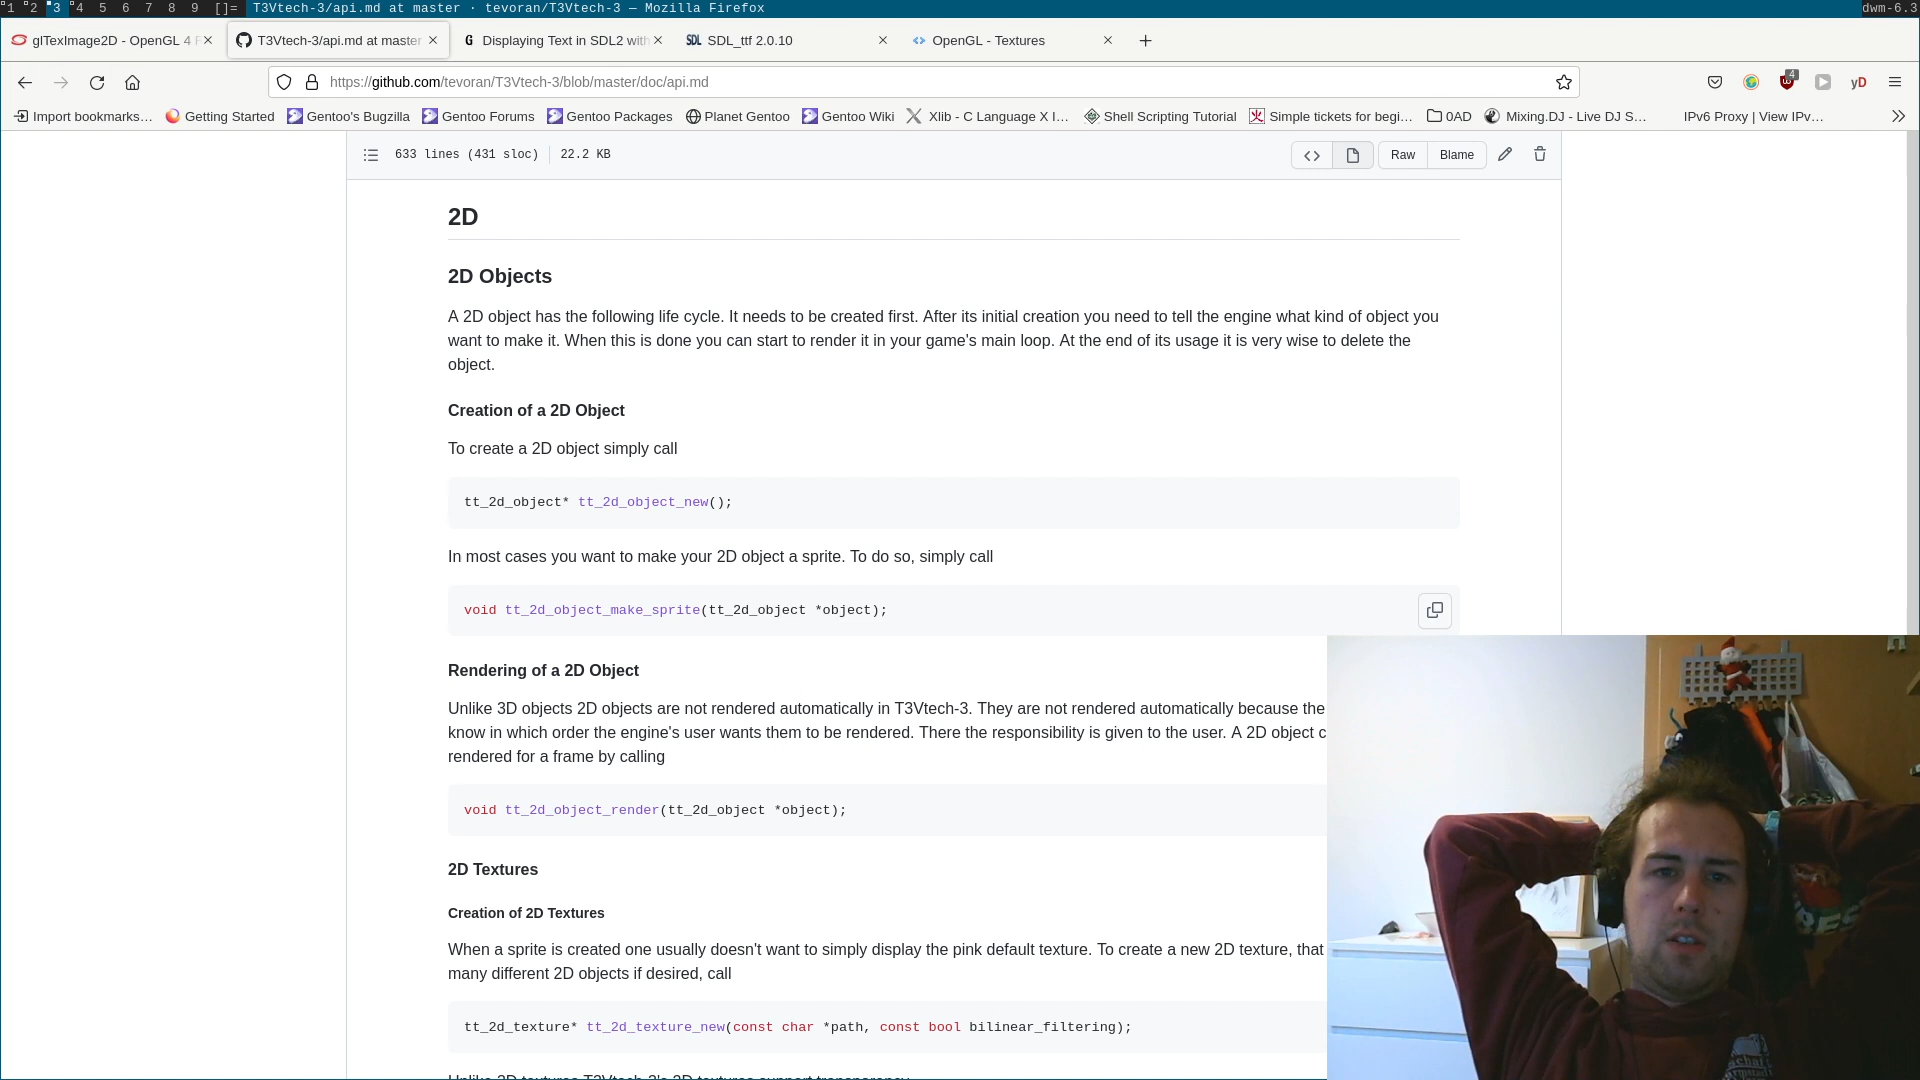 1 2 3 4 5 6 7 8 9 []= T3Vtech-3/api.md at master · tevoran/T3Vtech-3 — Mozilla Firefox dwm-6.3
glTexImage2D - OpenGL 4 T3Vtech-3/api.md at master Displaying Text in SDL2 with SDL SDL_ttf 2.0.10 OpenGL - Textures
https://github.com/tevoran/T3Vtech-3/blob/master/doc/api.md 4 yD
Import bookmarks… Getting Started Gentoo's Bugzilla Gentoo Forums Gentoo Packages Planet Gentoo Gentoo Wiki Xlib - C Language X I… Shell Scripting Tutorial Simple tickets for begi… 0AD Mixing.DJ - Live DJ S… IPv6 Proxy | View IPv…
633 lines (431 sloc) 22.2 KB Raw Blame
2D
2D Objects
A 2D object has the following life cycle. It needs to be created first. After its initial creation you need to tell the engine what kind of object you
want to make it. When this is done you can start to render it in your game's main loop. At the end of its usage it is very wise to delete the
object.
Creation of a 2D Object
To create a 2D object simply call
tt_2d_object* tt_2d_object_new();
In most cases you want to make your 2D object a sprite. To do so, simply call
void tt_2d_object_make_sprite(tt_2d_object *object);
Rendering of a 2D Object
Unlike 3D objects 2D objects are not rendered automatically in T3Vtech-3. They are not rendered automatically because the
know in which order the engine's user wants them to be rendered. There the responsibility is given to the user. A 2D object c
rendered for a frame by calling
void tt_2d_object_render(tt_2d_object *object);
2D Textures
Creation of 2D Textures
When a sprite is created one usually doesn't want to simply display the pink default texture. To create a new 2D texture, that
many different 2D objects if desired, call
tt_2d_texture* tt_2d_texture_new(const char *path, const bool bilinear_filtering);